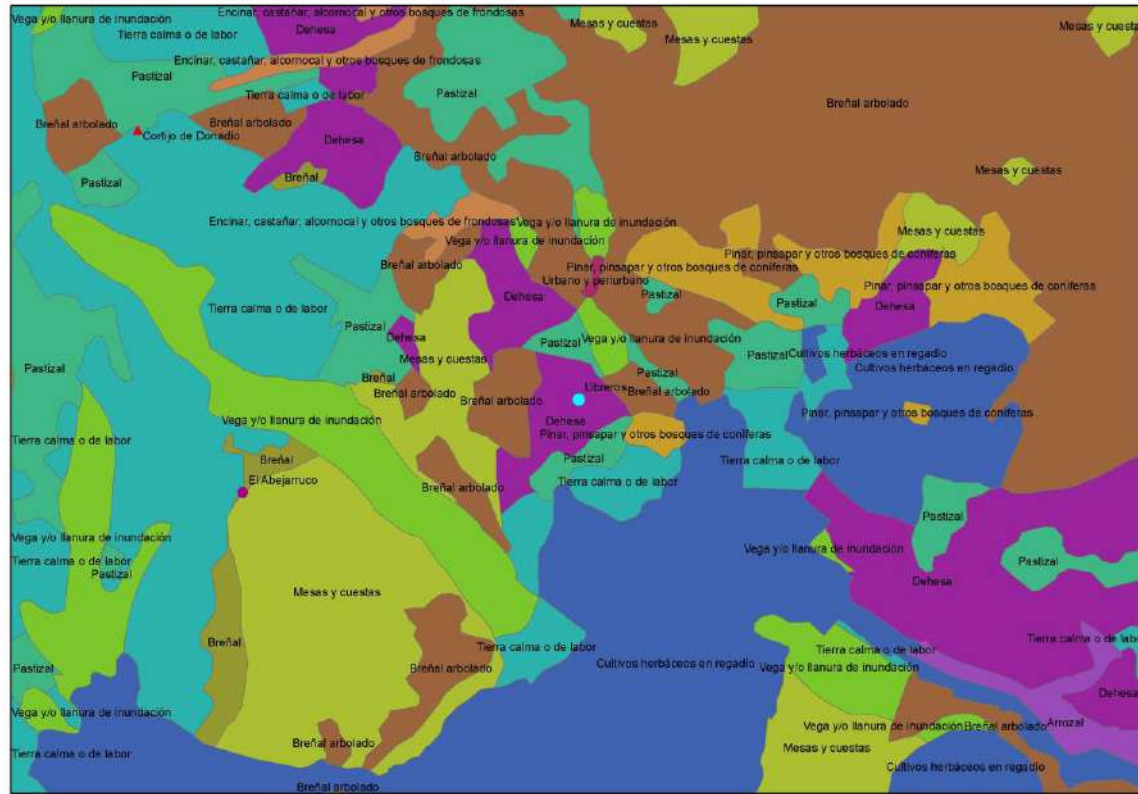 Encinar, castañar, alcornocal y otros bosques de frondosas
Vega y/o llanura de inundación
Mesas y cuestas
Mesas y cuestas
Dehesa
Tierra calma o de labor
Mesas y cuestas
Encinar, castañar, alcornocal y otros bosques de frondosas
Pastizal
Pastizal
Tierra calma o de labor
Breñal arbolado
Breñal arbolado
Breñal arbolado
Cortijo de Donadio
Dehesa
Breñal arbolado
Mesas y cuestas
Breñal
Pastizal
Encinar, castañar, alcornocal y otros bosques de frondosas
Vega y/o llanura de inundación
Mesas y cuestas
Vega y/o llanura de inundación
Pinar, pinsapar y otros bosques de coníferas
Breñal arbolado
Dehesa
Pinar, pinsapar y otros bosques de coníferas
Urbano y periurbano
Pinar, pinsapar y otros bosques de coníferas
Tierra calma o de labor
Pastizal
Pastizal
Dehesa
Pastizal
Dehesa
Pastizal
Vega y/o llanura de inundación
Mesas y cuestas
Pastizal
Cultivos herbáceos en regadío
Pastizal
Cultivos herbáceos en regadío
Breñal
Pastizal
Libreros
Breñal arbolado
Breñal arbolado
Breñal arbolado
Pinar, pinsapar y otros bosques de coníferas
Vega y/o llanura de inundación
Dehesa
Pinar, pinsapar y otros bosques de coníferas
Tierra calma o de labor
Pastizal
Breñal
Tierra calma o de labor
Breñal arbolado
El Abejarruco
Tierra calma o de labor
Pastizal
Vega y/o llanura de inundación
Vega y/o llanura de inundación
Tierra calma o de labor
Pastizal
Pastizal
Dehesa
Mesas y cuestas
Breñal
Tierra calma o de labor
Tierra calma o de labor
Tierra calma o de labor
Pastizal
Breñal arbolado
Cultivos herbáceos en regadío
Vega y/o llanura de inundación
Dehesa
Vega y/o llanura de inundación
Vega y/o llanura de inundación
Breñal arbolado
Arrozal
Tierra calma o de labor
Breñal arbolado
Mesas y cuestas
Cultivos herbáceos en regadío
Breñal arbolado